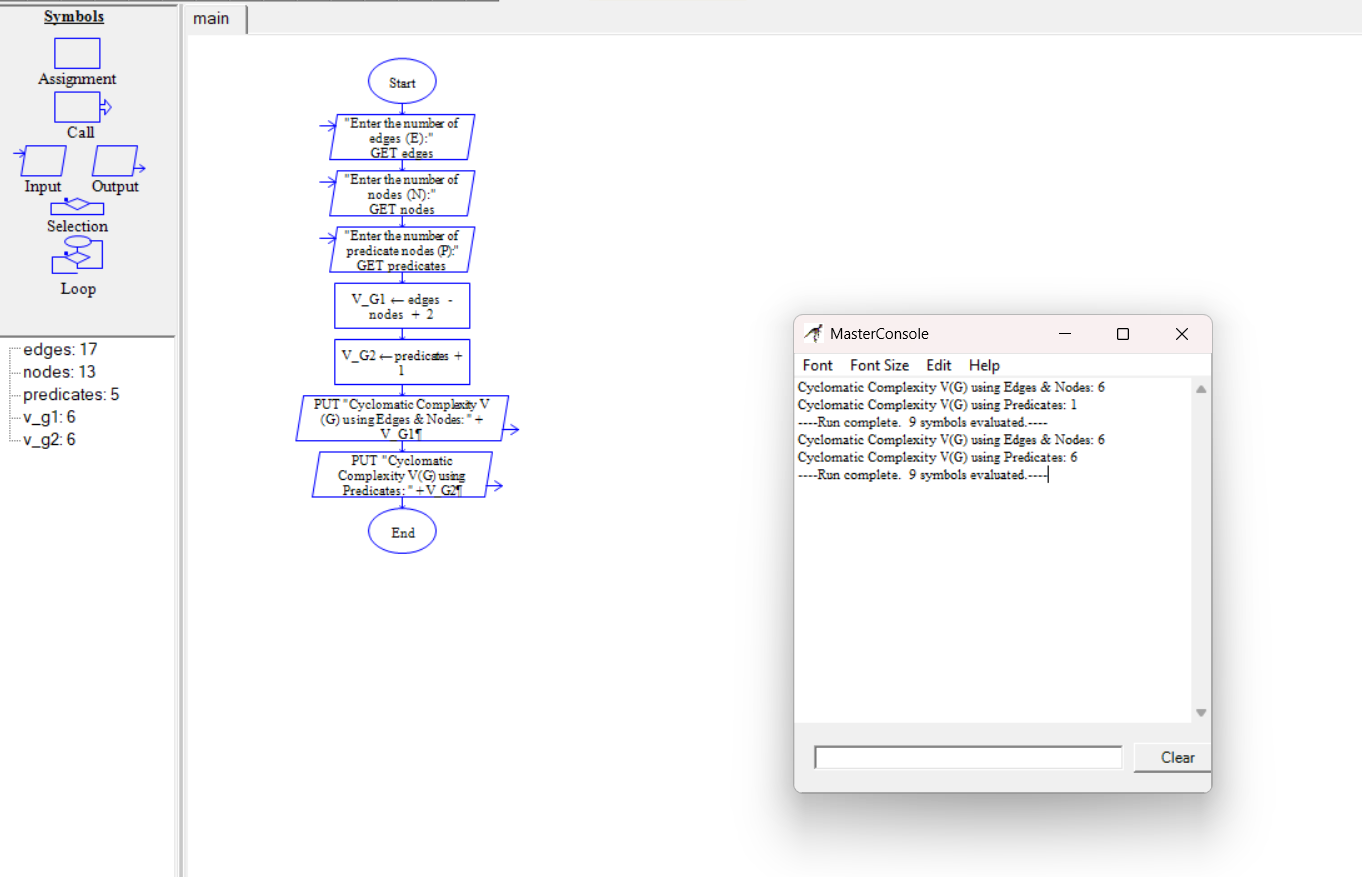 Symbols
Assignment
Call
Input Output
Selection
Loop
edges: 17
nodes: 13
predicates: 5
v_g1: 6
v_g2: 6
main
Start
"Enter the number of
edges (E):"
GET edges
"Enter the number of
nodes (N):"
GET nodes
"Enter the number of
predicate nodes (P):"
GET predicates
V_G1 ← edges -
nodes + 2
V_G2 ← predicates +
1
PUT "Cyclomatic Complexity V
(G) using Edges & Nodes: " +
V_G1¶
PUT "Cyclomatic
Complexity V(G) using
Predicates: " + V_G2¶
End
MasterConsole
Font Font Size Edit Help
Cyclomatic Complexity V(G) using Edges & Nodes: 6
Cyclomatic Complexity V(G) using Predicates: 1
----Run complete. 9 symbols evaluated.----
Cyclomatic Complexity V(G) using Edges & Nodes: 6
Cyclomatic Complexity V(G) using Predicates: 6
----Run complete. 9 symbols evaluated.----
Clear